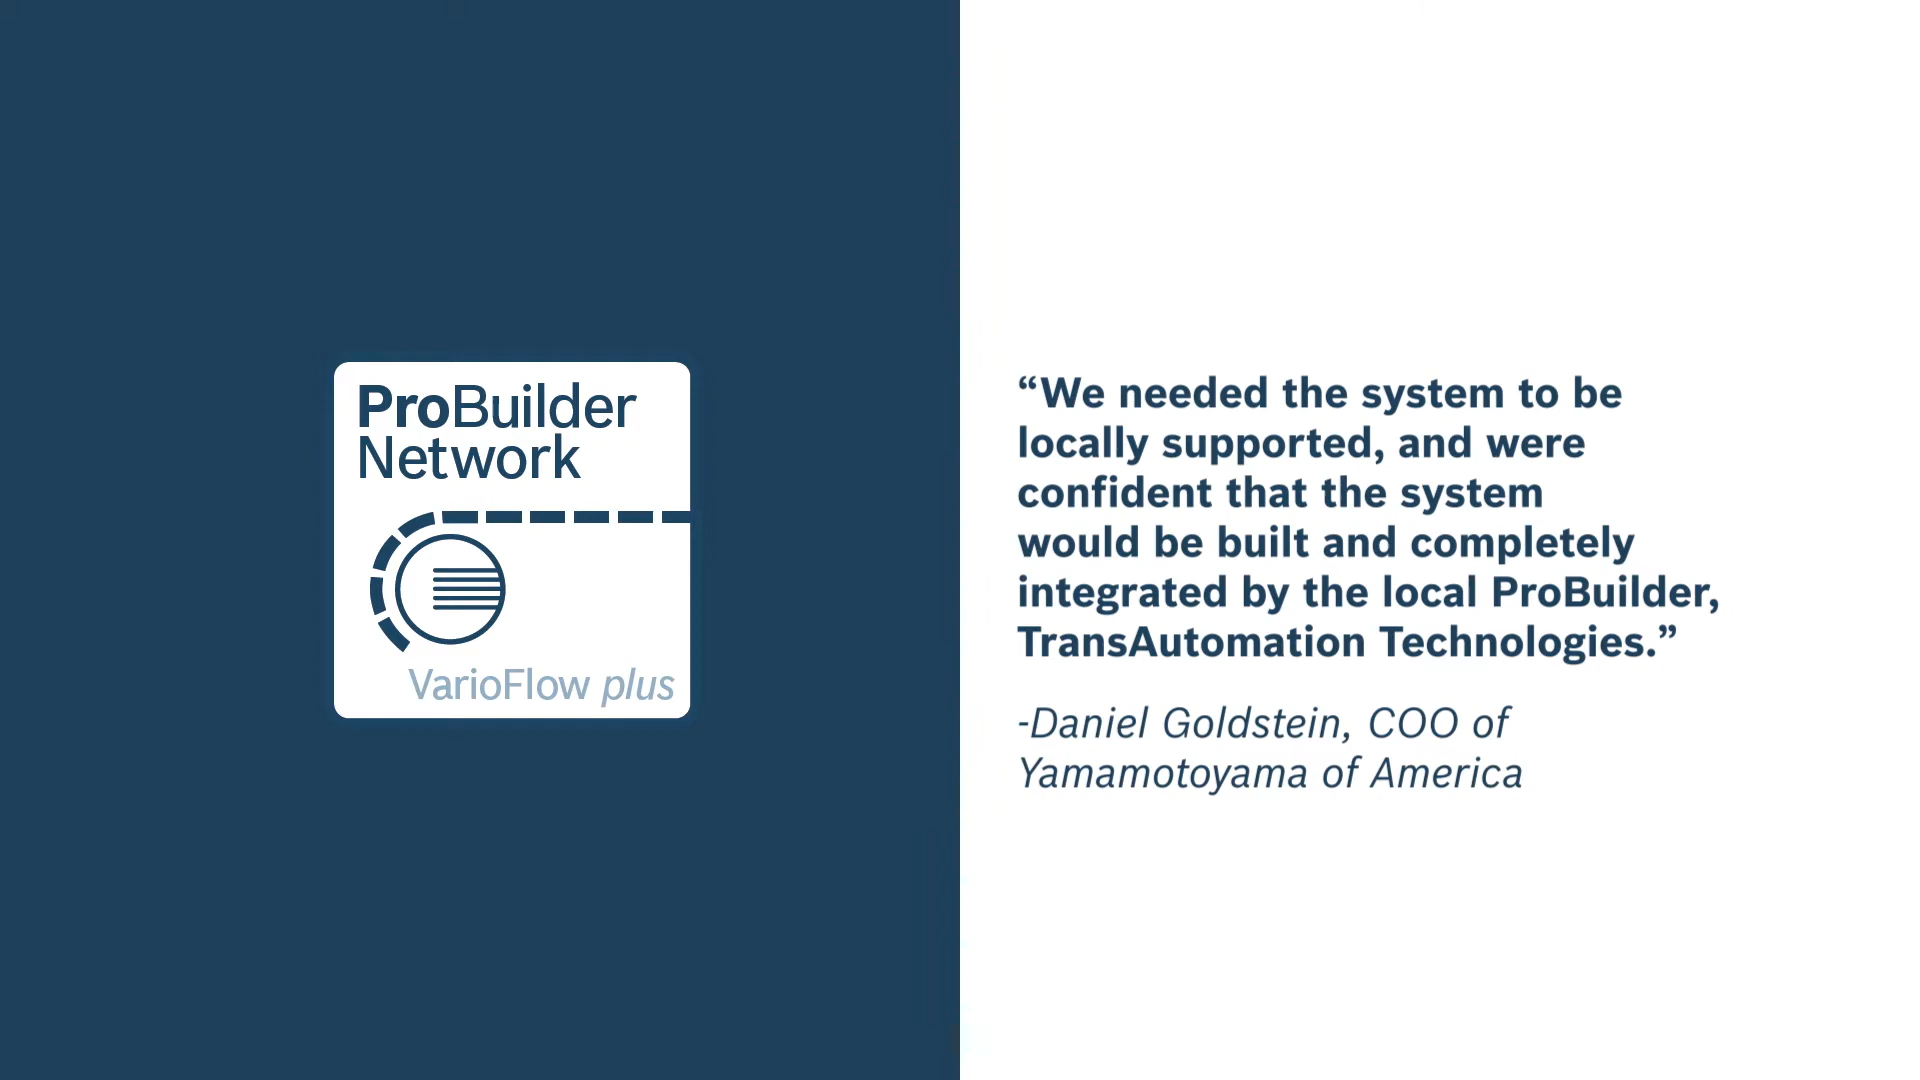 ProBuilder
Network
VarioFlow plus
“We needed the system to be
locally supported, and were
confident that the system
would be built and completely
integrated by the local ProBuilder,
TransAutomation Technologies.”
-Daniel Goldstein, COO of
Yamamotoyama of America